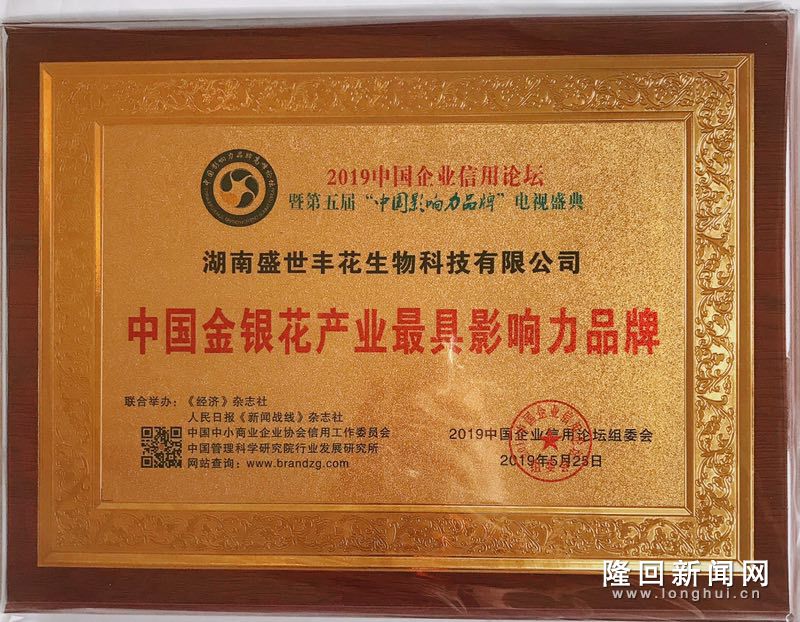 2019中国企业信用论坛
暨第五届“中国影响力品牌”电视盛典
湖南盛世丰花生物科技有限公司
中国金银花产业最具影响力品牌
联合举办：《经济》杂志社
人民日报《新闻战线》杂志社
中国中小商业企业协会信用工作委员会
中国管理科学研究院行业发展研究所
网站查询：www.brandzg.com
2019中国企业信用论坛组委会
2019年5月25日
隆回新闻网
www.longhui.cn